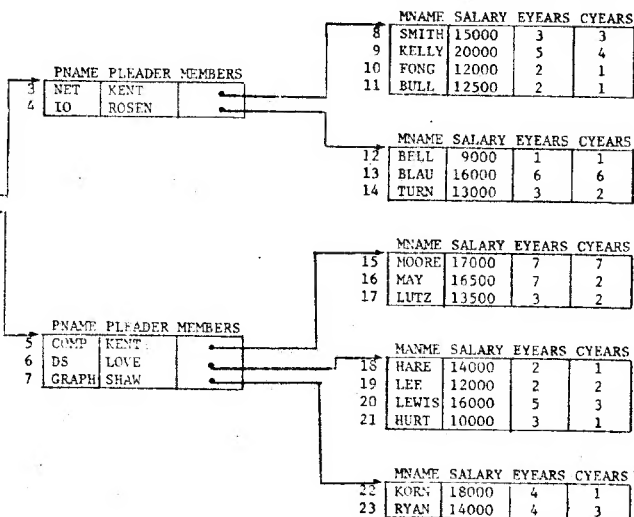 MNAME SALARY EYEARS CYEARS
8 SMITH 15000 3 3
9 KELLY 20000 5 4
10 FONG 12000 2 1
11 BULL 12500 2 1
PNAME PLEADER MEMBERS
3 NET KENT
4 IO ROSEN
MNAME SALARY EYEARS CYEARS
12 BELL 9000 1 1
13 BLAU 16000 6 6
14 TURN 13000 3 2
MNAME SALARY EYEARS CYEARS
15 MOORE 17000 7 7
16 MAY 16500 7 2
17 LUTZ 13500 3 2
PNAME PLEADER MEMBERS
5 COMP KENT
6 DS LOVE
7 GRAPH SHAW
MANME SALARY EYEARS CYEARS
18 HARE 14000 2 1
19 LEE 12000 2 2
20 LEWIS 16000 5 3
21 HURT 10000 3 1
MNAME SALARY EYEARS CYEARS
22 KORN 18000 4 1
23 RYAN 14000 4 3